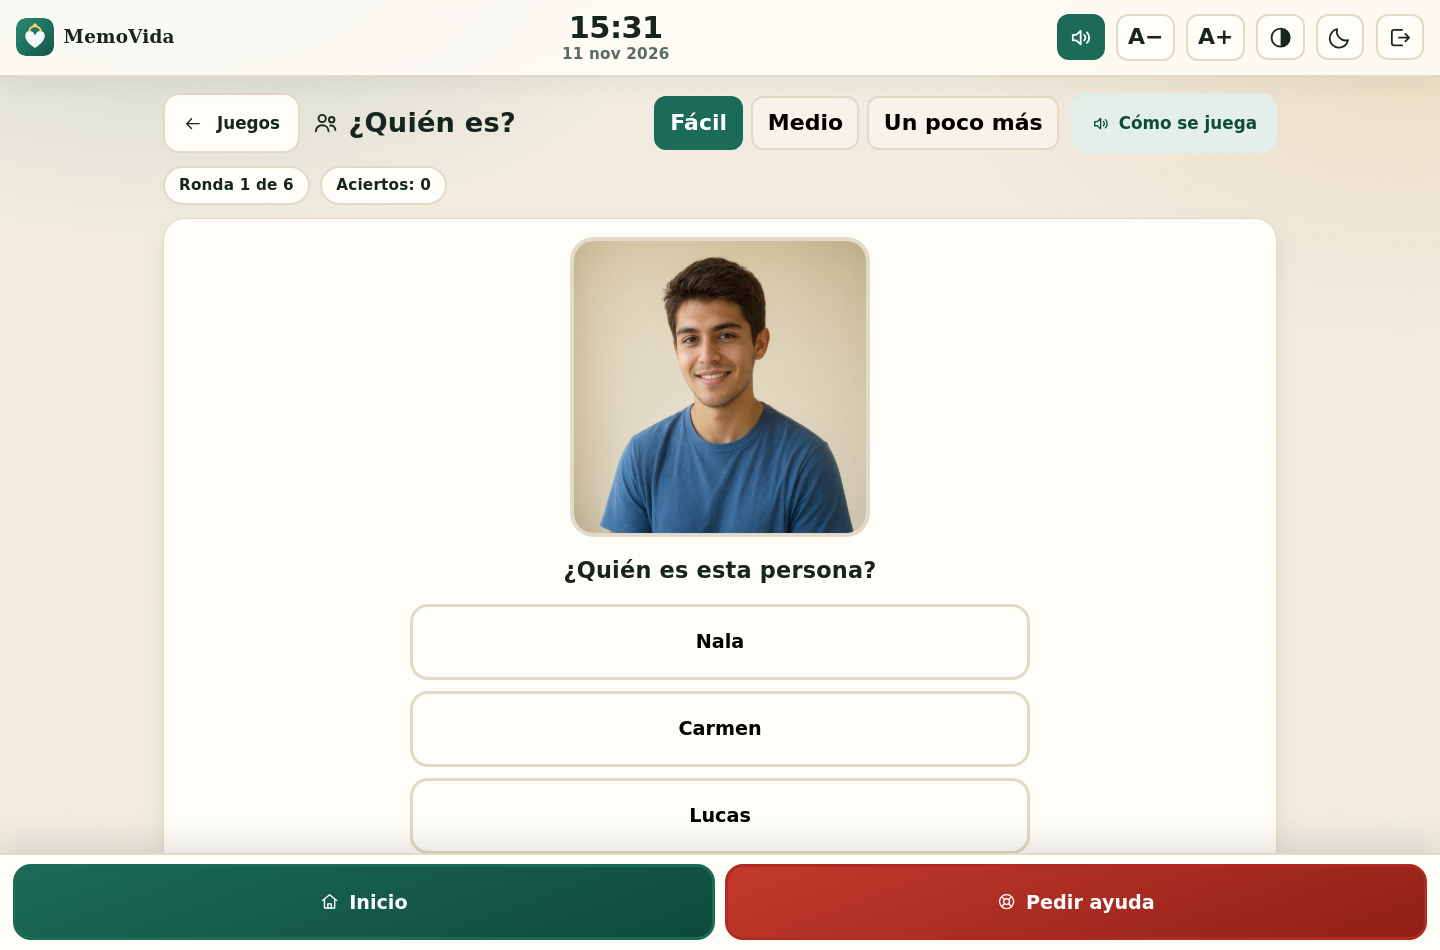 MemoVida
15:31
11 nov 2026
A−
A+
Juegos
¿Quién es?
Fácil
Medio
Un poco más
Cómo se juega
Ronda 1 de 6
Aciertos: 0
¿Quién es esta persona?
Nala
Carmen
Lucas
Inicio
Pedir ayuda